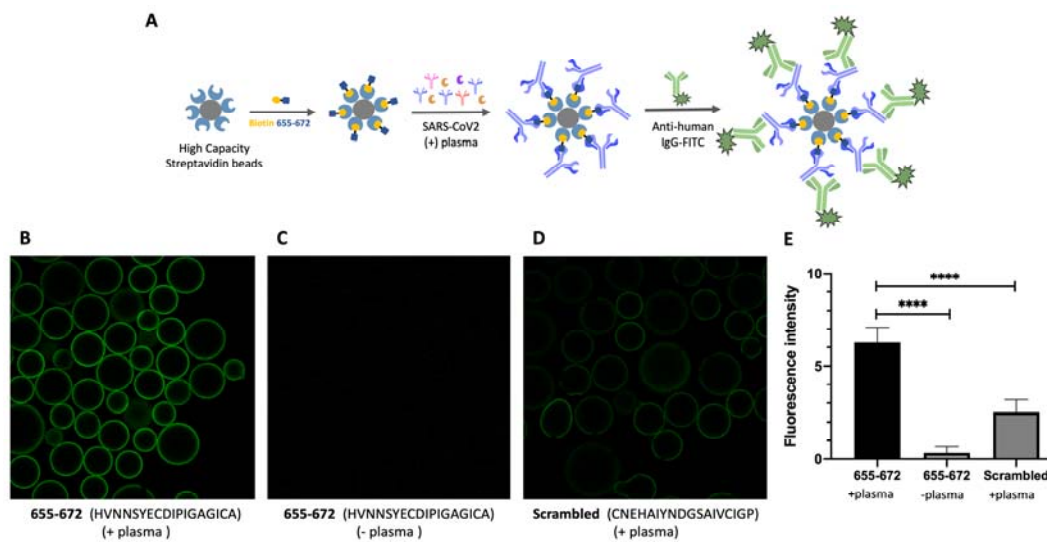 A
Biotin 655-672
High Capacity
Streptavidin beads
SARS-CoV2
(+) plasma
Anti-human
IgG-FITC
B
C
D
E
655-672 (HVNNSYECDIPIGAGICA)
(+ plasma )
655-672 (HVNNSYECDIPIGAGICA)
(- plasma )
Scrambled (CNEHAIYNDGSAIVCIGP)
(+ plasma)
Fluorescence intensity
10
5
0
****
****
655-672
+plasma
655-672
-plasma
Scrambled
+plasma